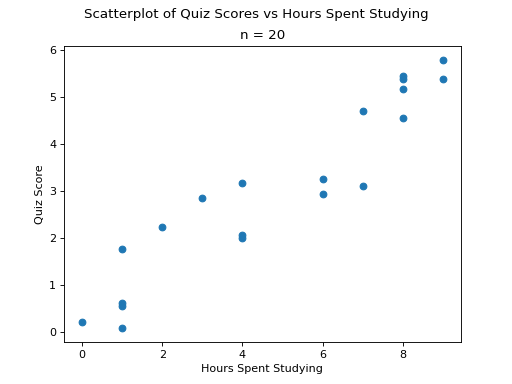 Scatterplot of Quiz Scores vs Hours Spent Studying
n = 20
6
5
4
3
2
1
0
Quiz Score
0 2 4 6 8
Hours Spent Studying